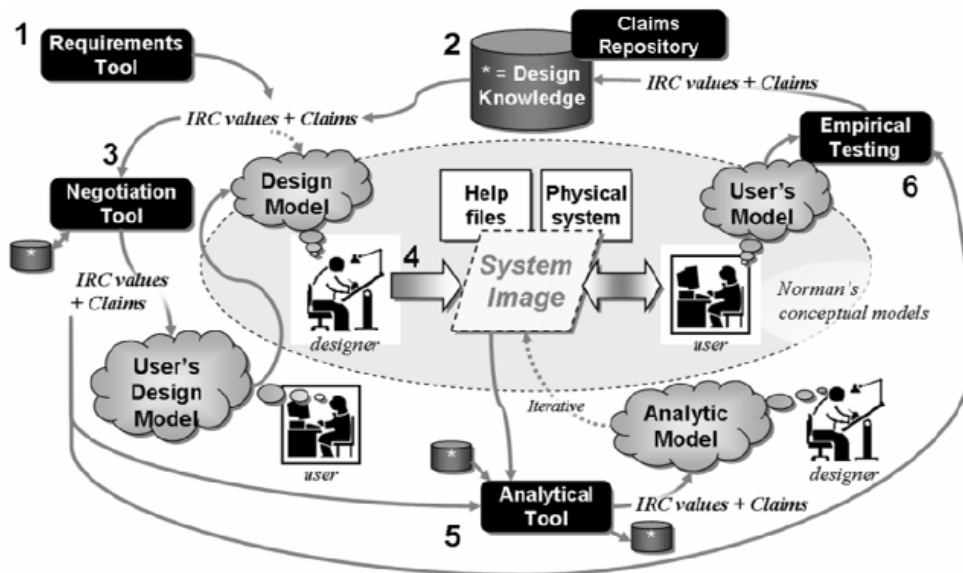 1
Requirements
Tool
2
Claims
Repository
* = Design
Knowledge
IRC values + Claims
IRC values + Claims
3
Negotiation
Tool
*
Design
Model
Help
files
Physical
system
User's
Model
Empirical
Testing
6
4
System
Image
designer
user
Norman's
conceptual models
IRC values
+ Claims
User's
Design
Model
user
Iterative
Analytic
Model
designer
*
Analytical
Tool
5
IRC values + Claims
*